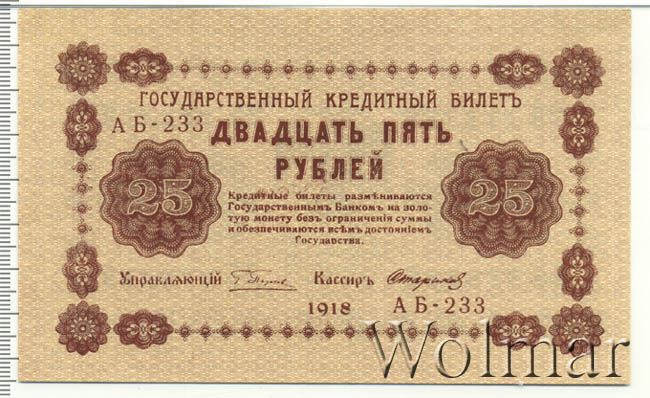 ГОСУДАРСТВЕННЫЙ КРЕДИТНЫЙ БИЛЕТЪ
АБ-233
ДВАДЦАТЬ ПЯТЬ
РУБЛЕЙ
25
25
Кредитные билеты размѣниваются
Государственнымъ Банкомъ на золо-
тую монету безъ ограниченія суммы
и обезпечиваются всѣмъ достояніемъ
Государства.
Управляющій
Кассиръ
1918
АБ-233
Wolmar